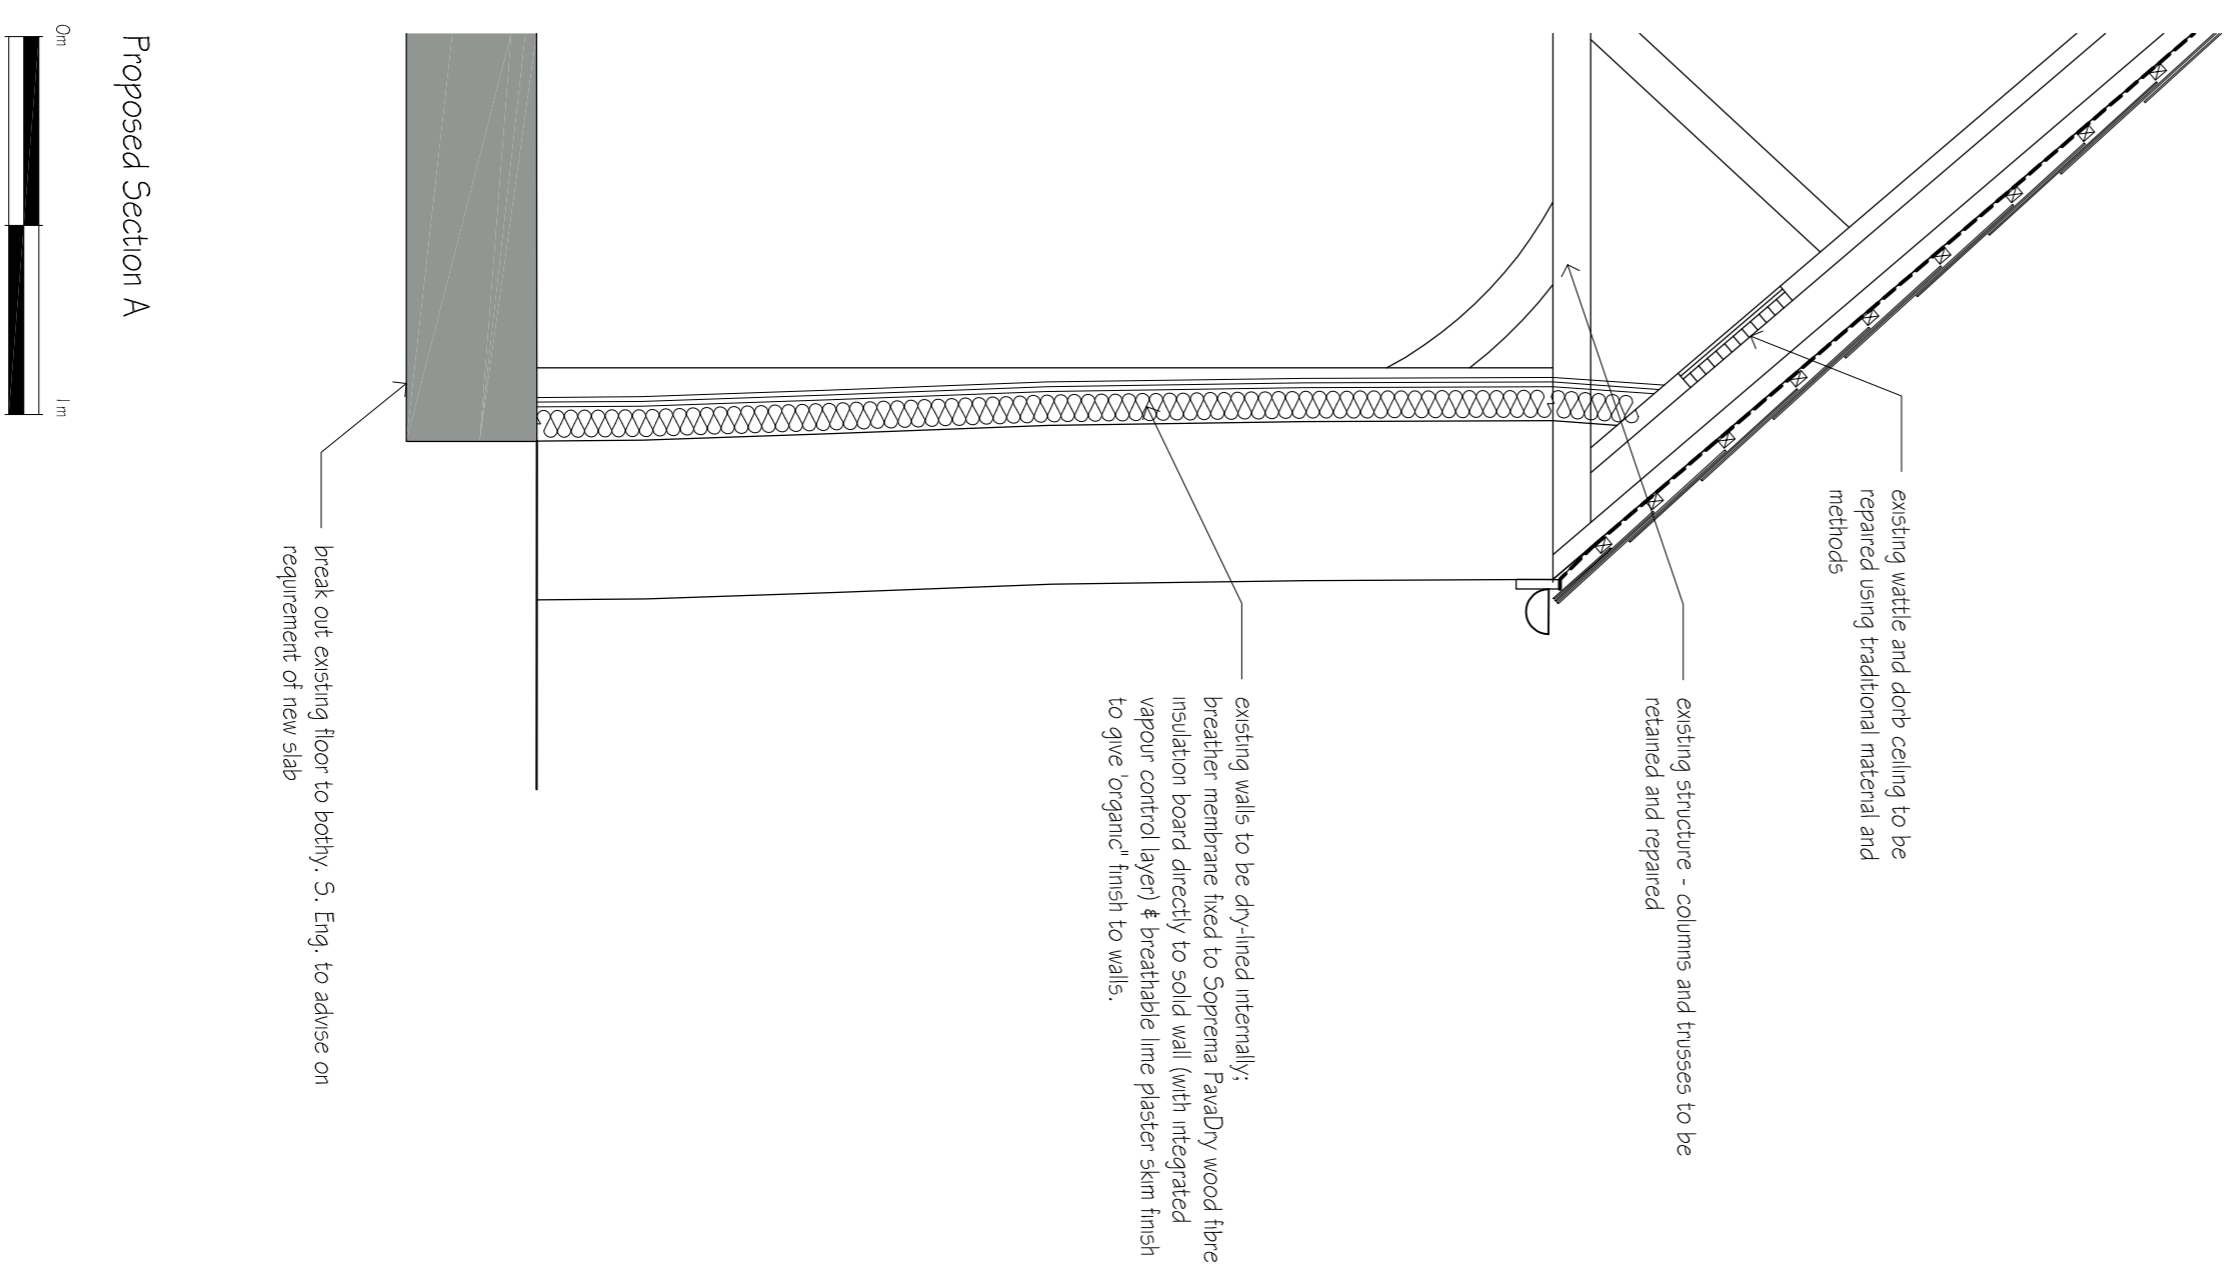 existing wattle and dorb ceiling to be
repaired using traditional material and
methods
existing structure - columns and trusses to be
retained and repaired
existing walls to be dry-lined internally;
breather membrane fixed to Soprema PavaDry wood fibre
insulation board directly to solid wall (with integrated
vapour control layer) & breathable lime plaster skim finish
to give 'organic" finish to walls.
break out existing floor to bothy. S. Eng. to advise on
requirement of new slab
Proposed Section A
0m
1m